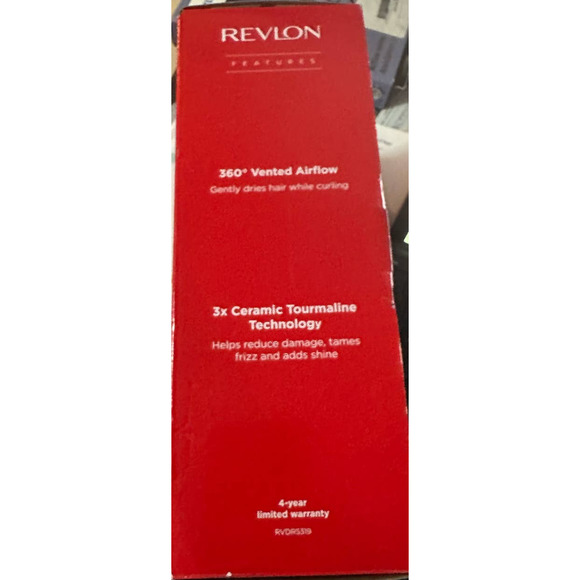 REVLON
FEATURES
360° Vented Airflow
Gently dries hair while curling
3x Ceramic Tourmaline
Technology
Helps reduce damage, tames
frizz and adds shine
4-year
limited warranty
RVDR5319